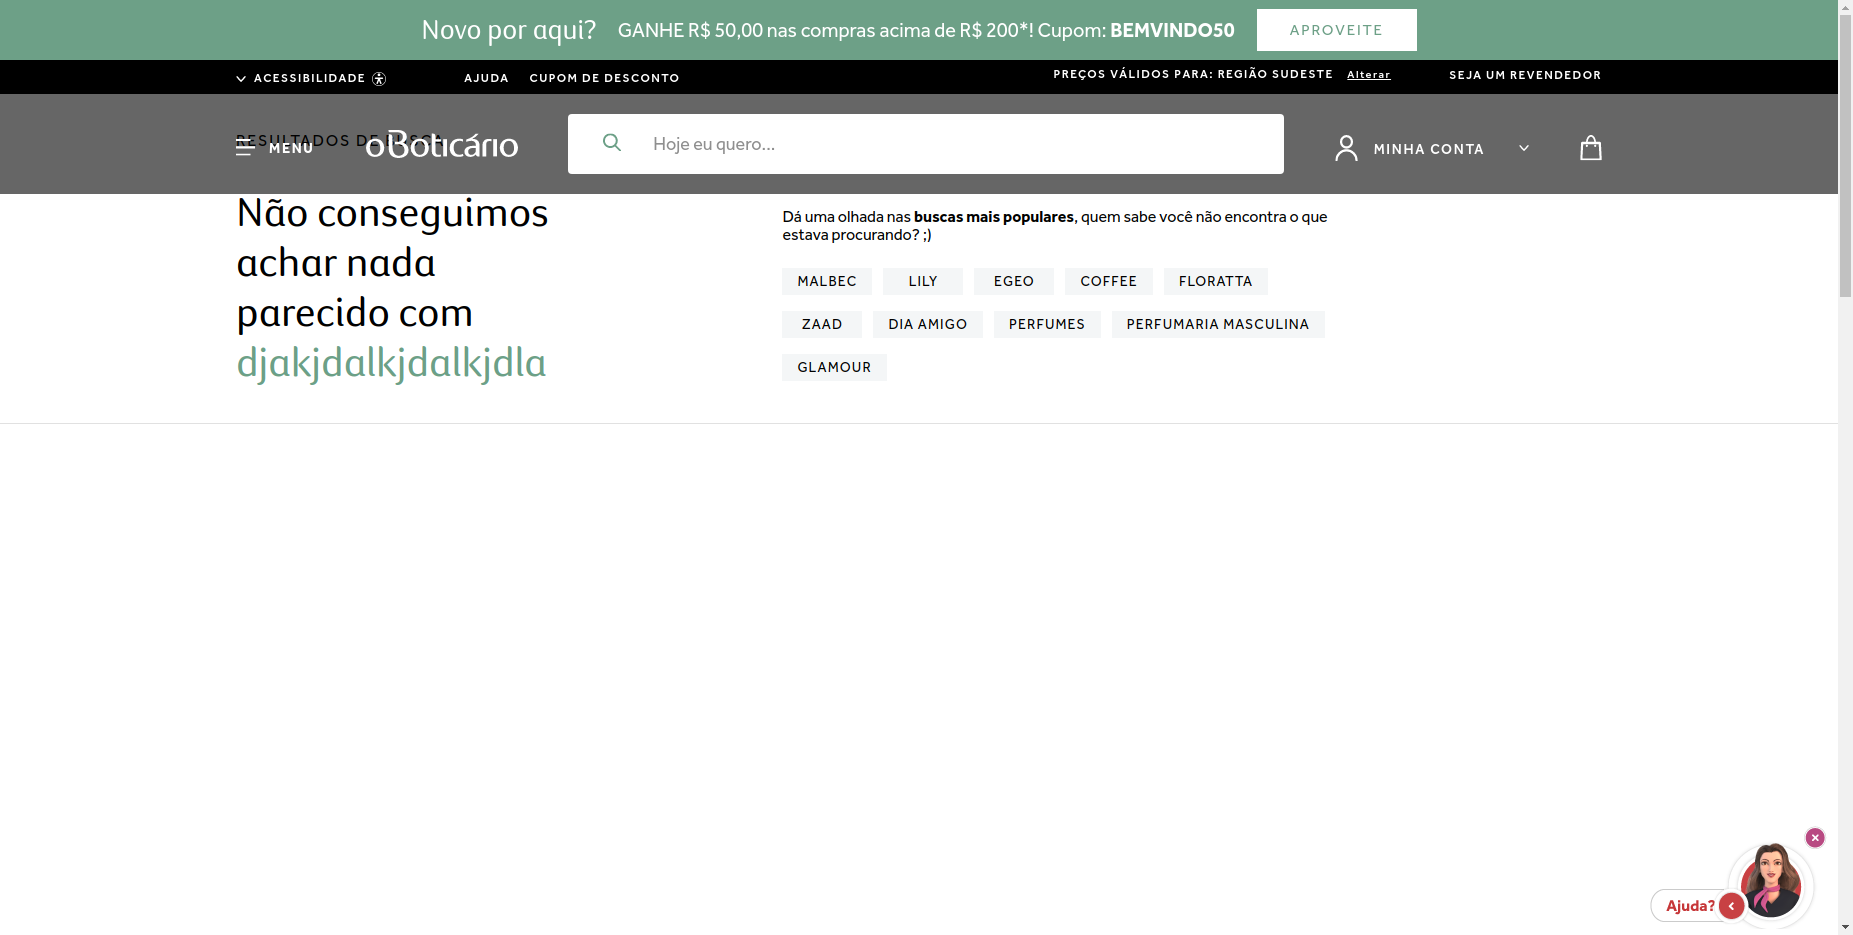 Novo por aqui? GANHE R$ 50,00 nas compras acima de R$ 200*! Cupom: BEMVINDO50 APROVEITE
ACESSIBILIDADE AJUDA CUPOM DE DESCONTO PREÇOS VÁLIDOS PARA: REGIÃO SUDESTE Alterar SEJA UM REVENDEDOR
RESULTADOS DE BUSCA
MENU oBoticário Hoje eu quero... MINHA CONTA
Não conseguimos
achar nada
parecido com
djakjdalkjdalkjdla
Dá uma olhada nas buscas mais populares, quem sabe você não encontra o que
estava procurando? ;)
MALBEC LILY EGEO COFFEE FLORATTA
ZAAD DIA AMIGO PERFUMES PERFUMARIA MASCULINA
GLAMOUR
Ajuda?